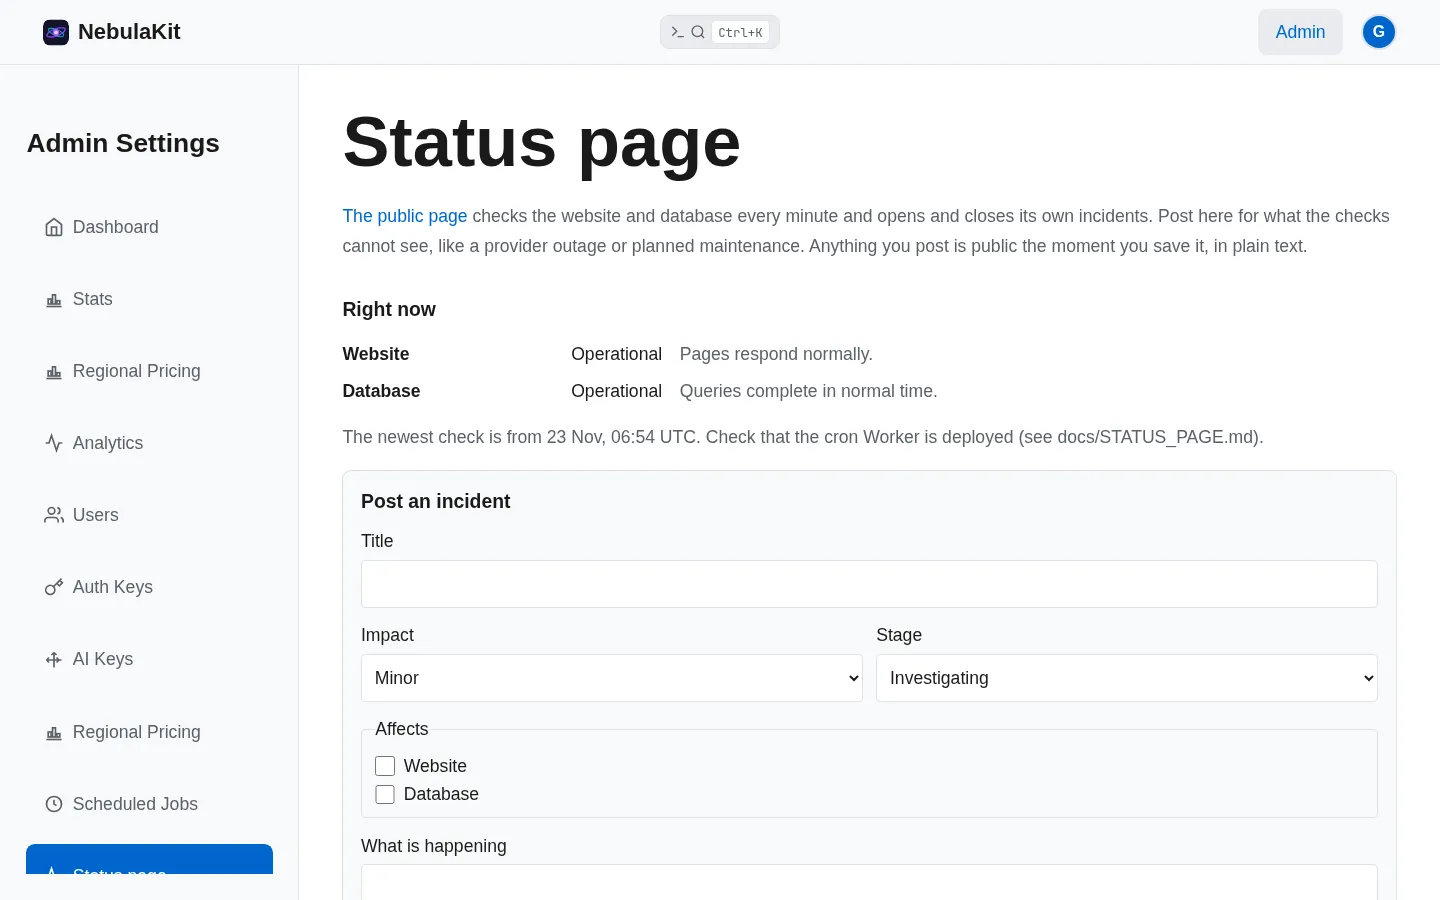 NebulaKit
Ctrl+K
Admin
G
Admin Settings
Dashboard
Stats
Regional Pricing
Analytics
Users
Auth Keys
AI Keys
Regional Pricing
Scheduled Jobs
Status page
Status page
The public page checks the website and database every minute and opens and closes its own incidents. Post here for what the checks
cannot see, like a provider outage or planned maintenance. Anything you post is public the moment you save it, in plain text.
Right now
Website Operational Pages respond normally.
Database Operational Queries complete in normal time.
The newest check is from 23 Nov, 06:54 UTC. Check that the cron Worker is deployed (see docs/STATUS_PAGE.md).
Post an incident
Title
Impact Stage
Minor Investigating
Affects
Website
Database
What is happening